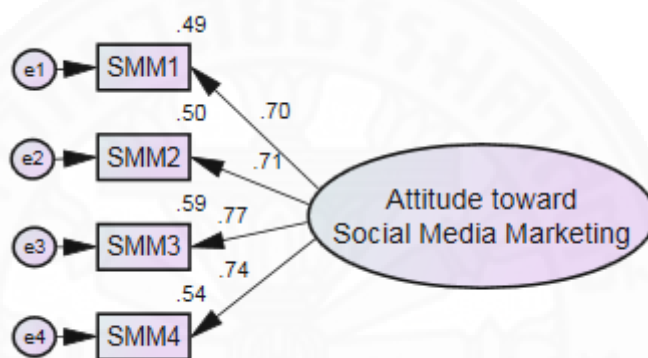 .49
e1 SMM1
.70
.50
e2 SMM2
.71
Attitude toward
Social Media Marketing
.59
.77
e3 SMM3
.74
.54
e4 SMM4